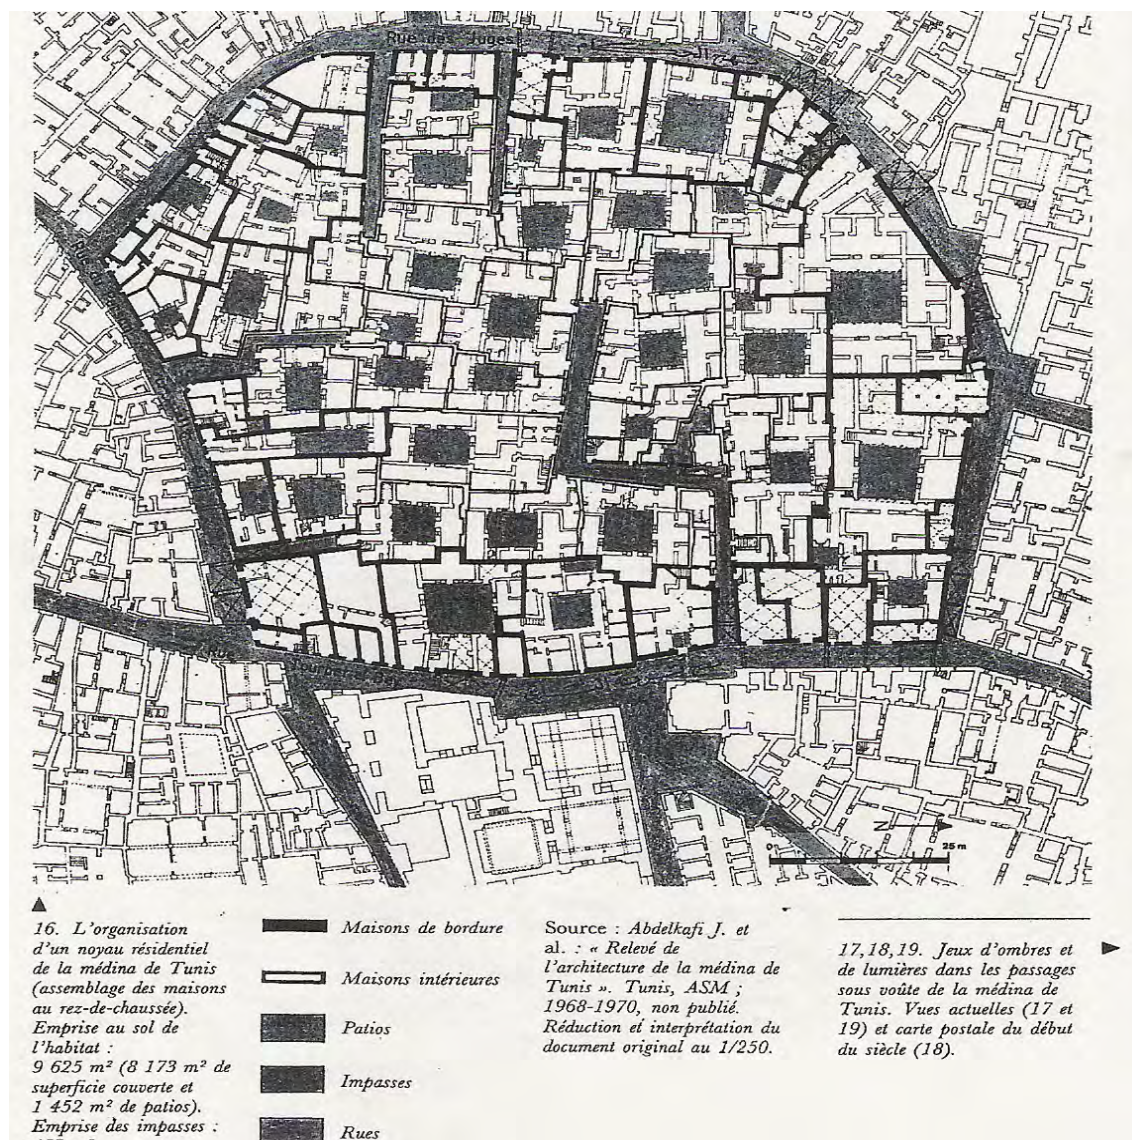 Rue des Juges
Rue
Tourbet el Bey
N
0
25 m
16. L'organisation
d'un noyau résidentiel
de la médina de Tunis
(assemblage des maisons
au rez-de-chaussée).
Emprise au sol de
l'habitat :
9 625 m² (8 173 m² de
superficie couverte et
1 452 m² de patios).
Emprise des impasses :
Maisons de bordure
Maisons intérieures
Patios
Impasses
Rues
Source : Abdelkafi J. et
al. : « Relevé de
l'architecture de la médina de
Tunis ». Tunis, ASM ;
1968-1970, non publié.
Réduction et interprétation du
document original au 1/250.
17,18,19. Jeux d'ombres et
de lumières dans les passages
sous voûte de la médina de
Tunis. Vues actuelles (17 et
19) et carte postale du début
du siècle (18).